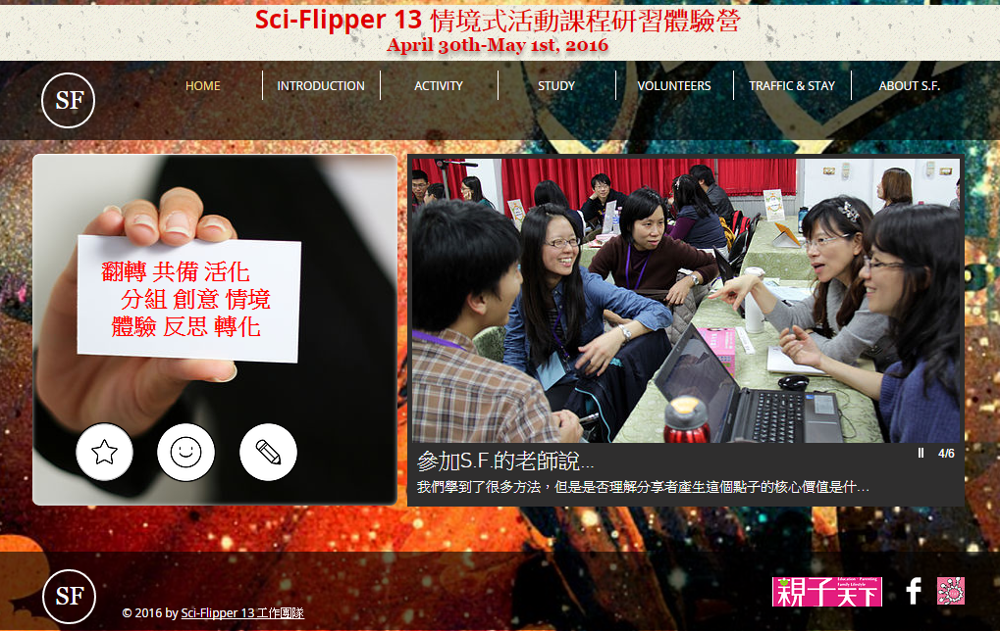 Sci-Flipper 13 情境式活動課程研習體驗營
April 30th-May 1st, 2016
SF
HOME
INTRODUCTION
ACTIVITY
STUDY
VOLUNTEERS
TRAFFIC & STAY
ABOUT S.F.
翻轉 共備 活化
分組 創意 情境
體驗 反思 轉化
參加S.F.的老師說...
4/6
我們學到了很多方法，但是是否理解分享者產生這個點子的核心價值是什...
SF
© 2016 by Sci-Flipper 13 工作團隊
Education · Parenting
Family Lifestyle
親子天下